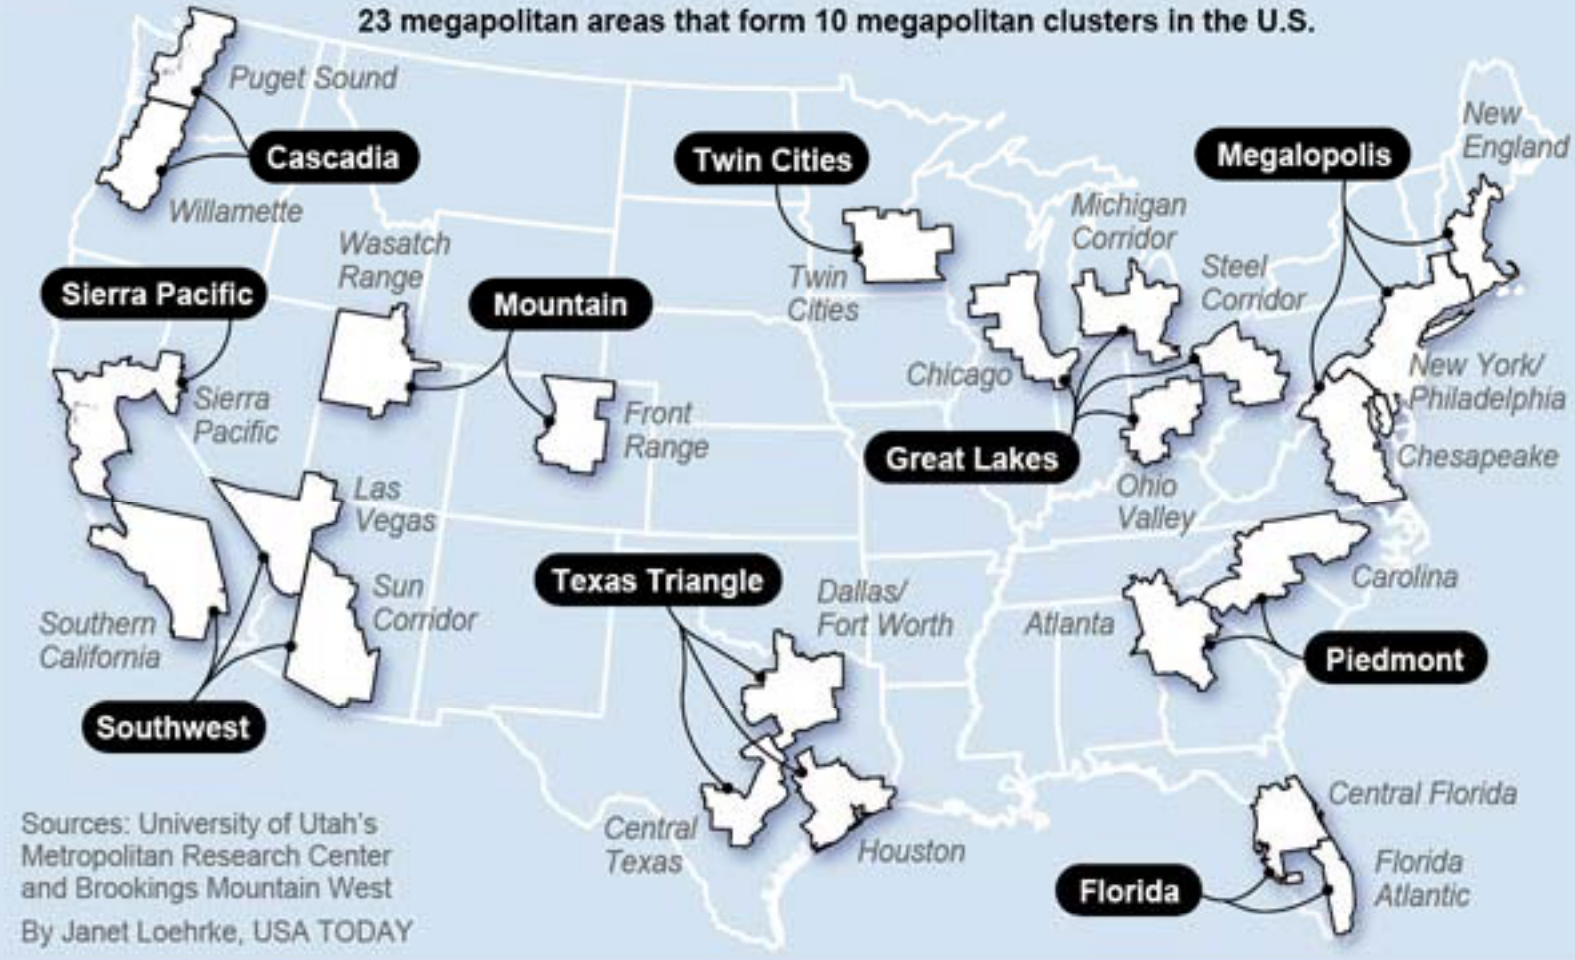 23 megapolitan areas that form 10 megapolitan clusters in the U.S.
Puget Sound
Cascadia
Willamette
Wasatch
Range
Sierra Pacific
Mountain
Sierra
Pacific
Front
Range
Las
Vegas
Sun
Corridor
Southern
California
Southwest
Twin Cities
Twin
Cities
Megalopolis
New
England
Michigan
Corridor
Steel
Corridor
Chicago
Great Lakes
Ohio
Valley
New York/
Philadelphia
Chesapeake
Texas Triangle
Dallas/
Fort Worth
Atlanta
Carolina
Piedmont
Central
Texas
Houston
Central Florida
Florida
Florida
Atlantic
Sources: University of Utah's
Metropolitan Research Center
and Brookings Mountain West
By Janet Loehrke, USA TODAY